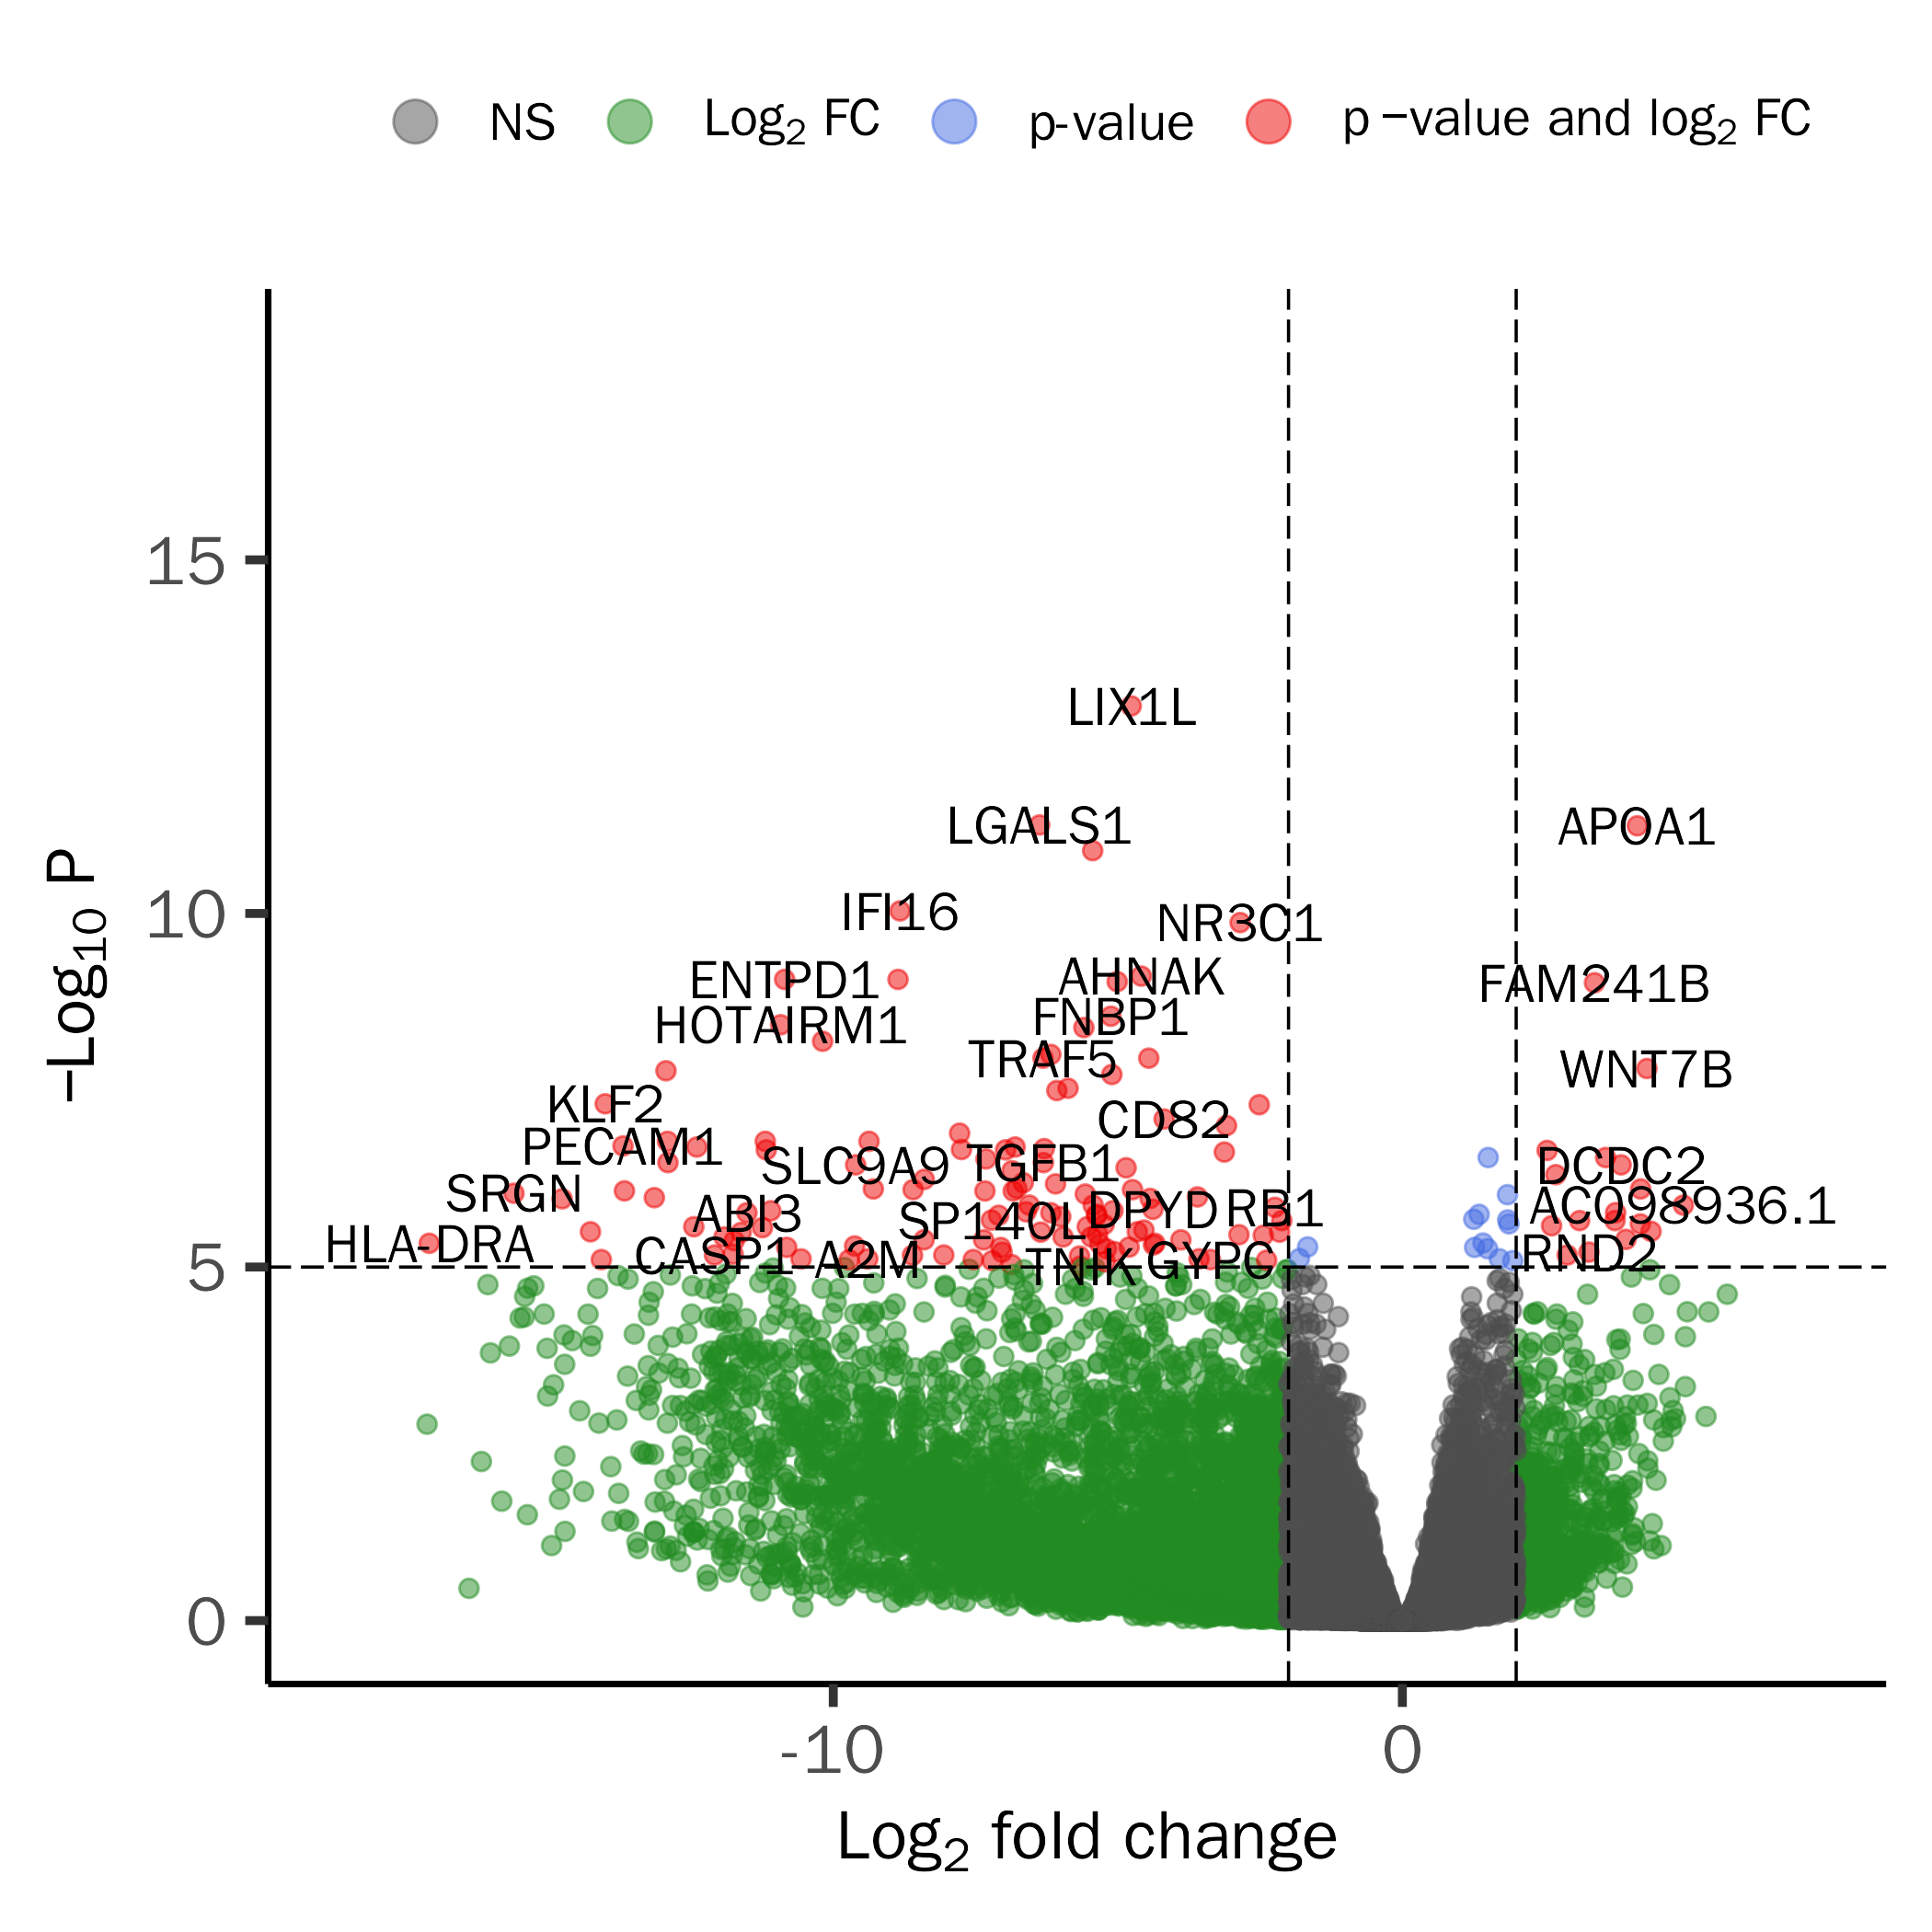 NS Log2 FC p-value p −value and log2 FC
−Log10 P
15
10
5
0
LIX1L
LGALS1
APOA1
IFI16
NR3C1
ENTPD1
AHNAK
FAM241B
HOTAIRM1
FNBP1
TRAF5
WNT7B
KLF2
CD82
PECAM1
SLC9A9
TGFB1
DCDC2
SRGN
ABI3
SP140L
DPYD
RB1
AC098936.1
HLA-DRA
CASP1
A2M
TNIK
GYPC
RND2
-10
0
Log2 fold change